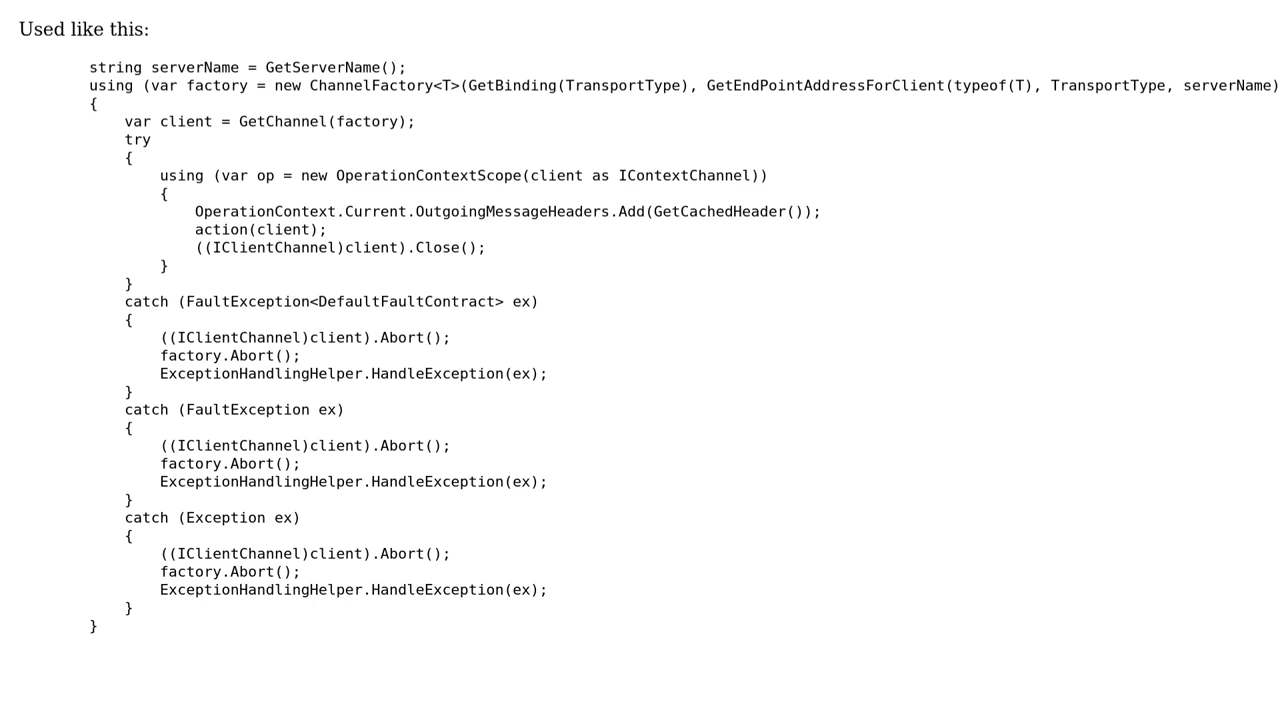 Used like this:
string serverName = GetServerName();
using (var factory = new ChannelFactory<T>(GetBinding(TransportType), GetEndPointAddressForClient(typeof(T), TransportType, serverName)
{
    var client = GetChannel(factory);
    try
    {
        using (var op = new OperationContextScope(client as IContextChannel))
        {
            OperationContext.Current.OutgoingMessageHeaders.Add(GetCachedHeader());
            action(client);
            ((IClientChannel)client).Close();
        }
    }
    catch (FaultException<DefaultFaultContract> ex)
    {
        ((IClientChannel)client).Abort();
        factory.Abort();
        ExceptionHandlingHelper.HandleException(ex);
    }
    catch (FaultException ex)
    {
        ((IClientChannel)client).Abort();
        factory.Abort();
        ExceptionHandlingHelper.HandleException(ex);
    }
    catch (Exception ex)
    {
        ((IClientChannel)client).Abort();
        factory.Abort();
        ExceptionHandlingHelper.HandleException(ex);
    }
}